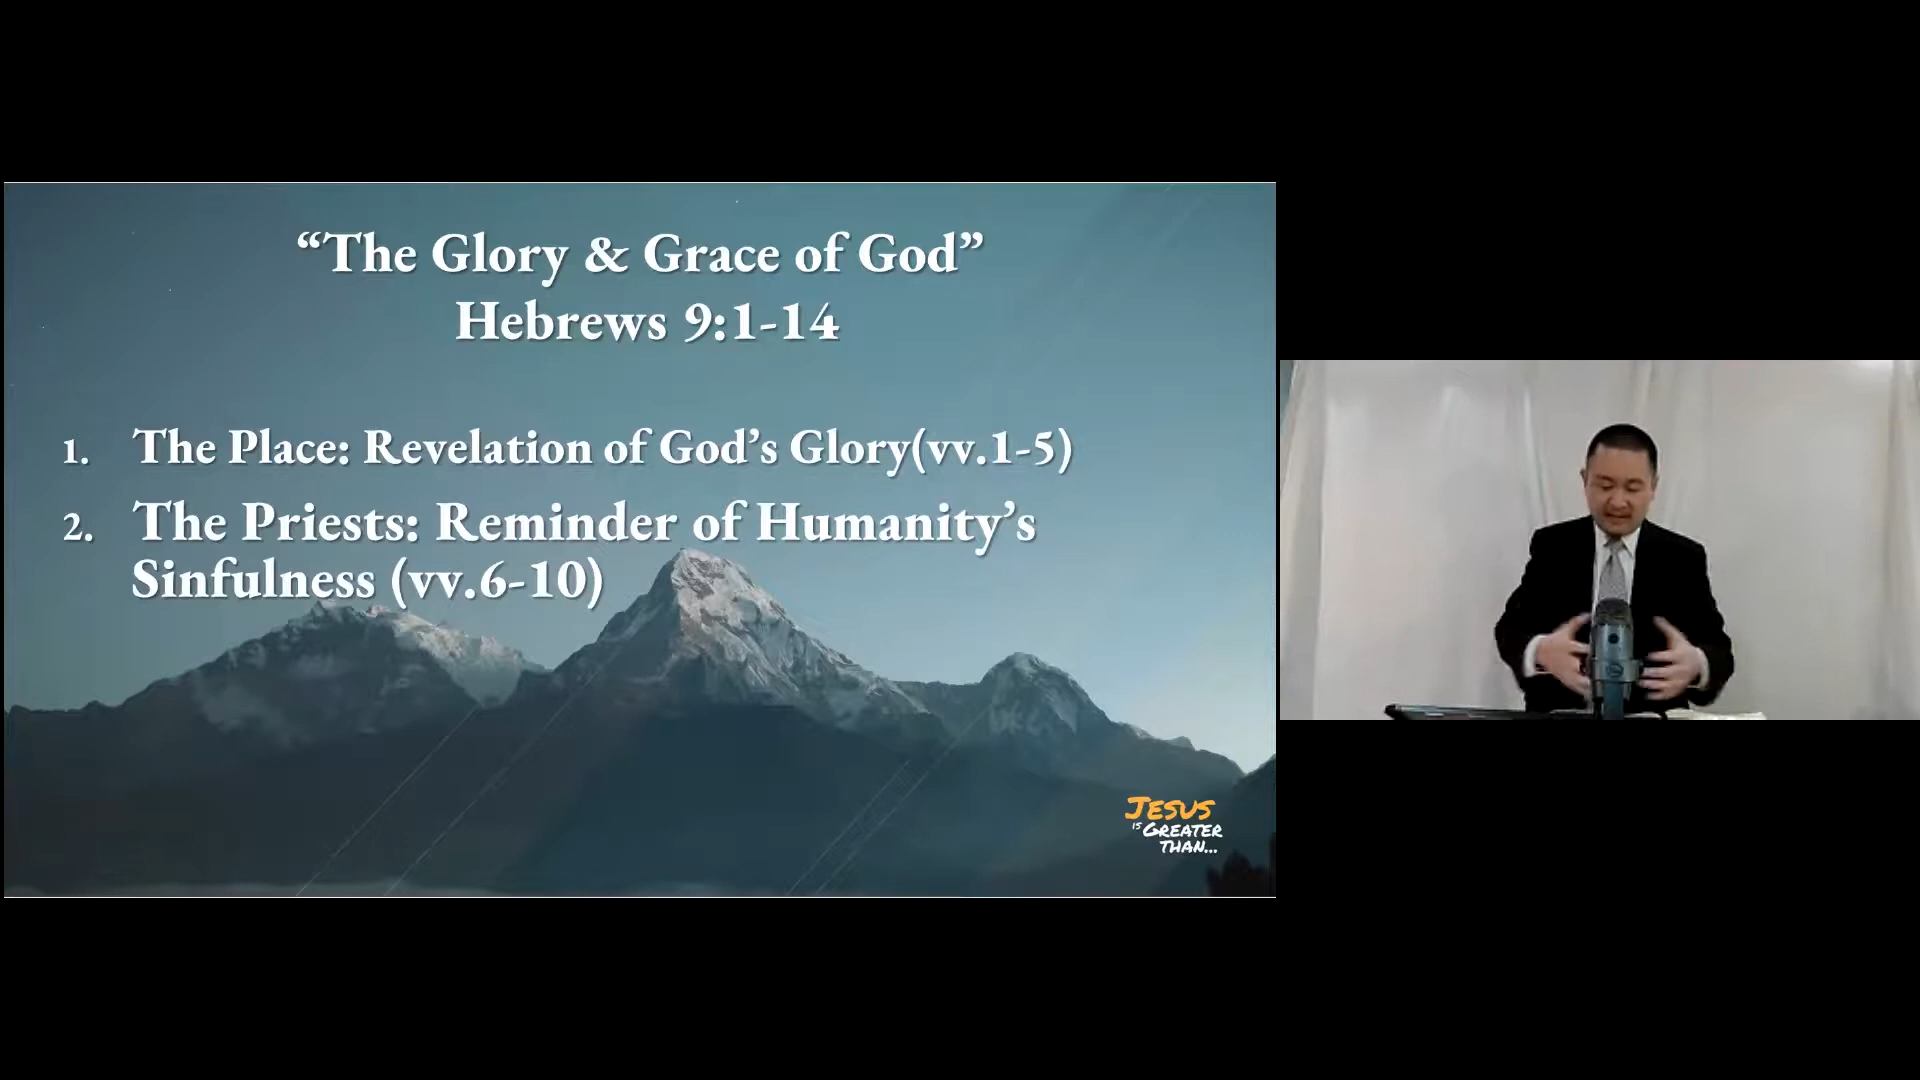 “The Glory & Grace of God”
Hebrews 9:1-14
1. The Place: Revelation of God’s Glory(vv.1-5)
2. The Priests: Reminder of Humanity’s
Sinfulness (vv.6-10)
JESUS
IS GREATER
THAN...